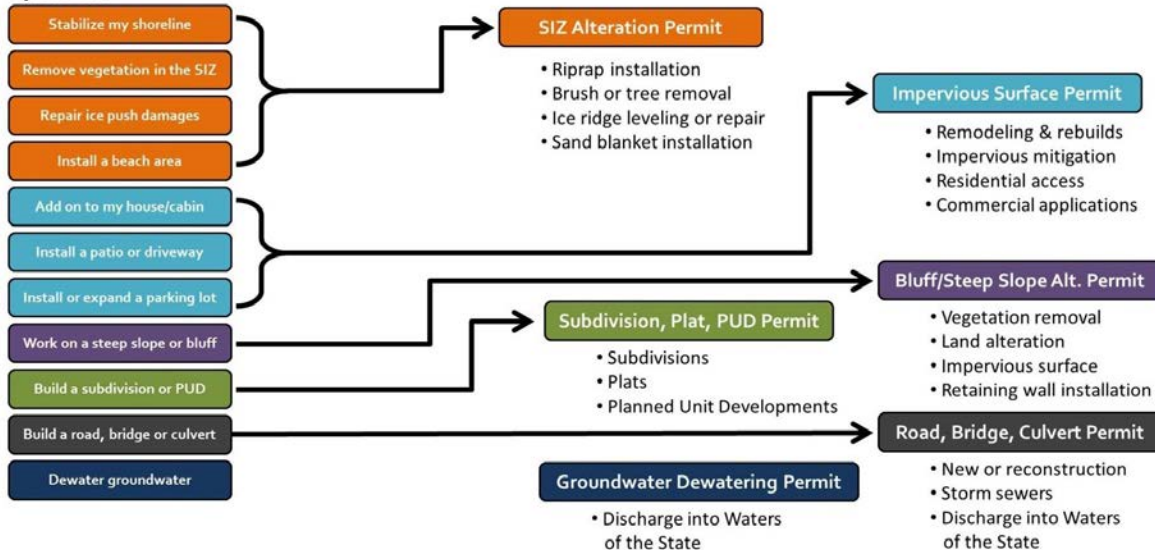 Stabilize my shoreline
Remove vegetation in the SIZ
Repair ice push damages
Install a beach area
Add on to my house/cabin
Install a patio or driveway
Install or expand a parking lot
Work on a steep slope or bluff
Build a subdivision or PUD
Build a road, bridge or culvert
Dewater groundwater
SIZ Alteration Permit
• Riprap installation
• Brush or tree removal
• Ice ridge leveling or repair
• Sand blanket installation
Impervious Surface Permit
• Remodeling & rebuilds
• Impervious mitigation
• Residential access
• Commercial applications
Bluff/Steep Slope Alt. Permit
• Vegetation removal
• Land alteration
• Impervious surface
• Retaining wall installation
Subdivision, Plat, PUD Permit
• Subdivisions
• Plats
• Planned Unit Developments
Road, Bridge, Culvert Permit
• New or reconstruction
• Storm sewers
• Discharge into Waters
of the State
Groundwater Dewatering Permit
• Discharge into Waters
of the State